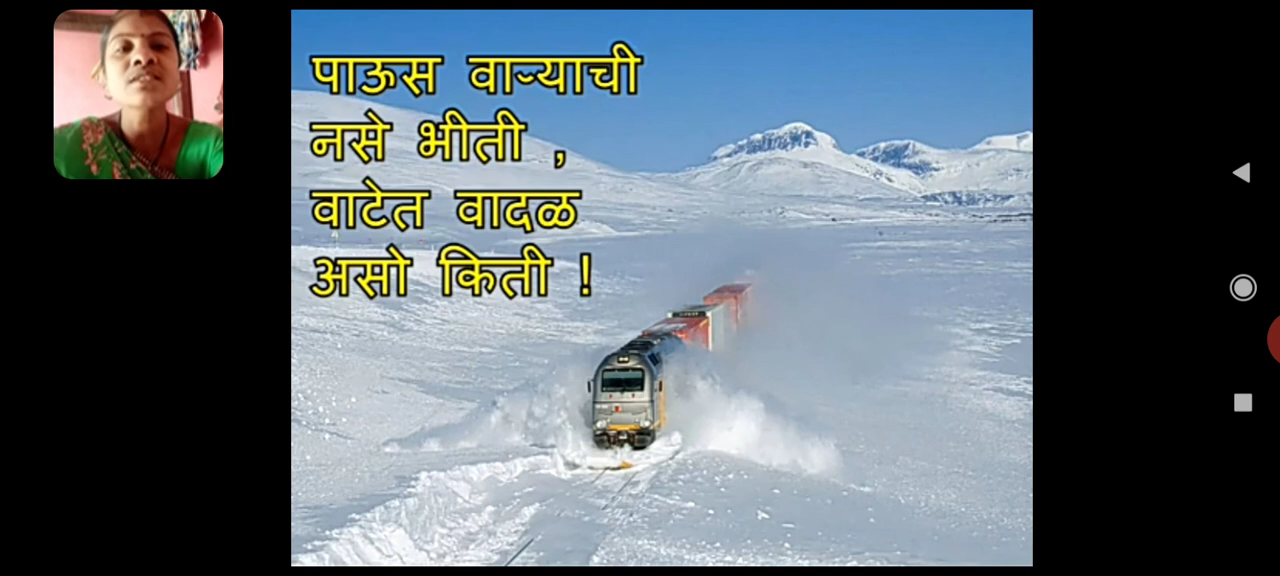 पाऊस वाऱ्याची
नसे भीती ,
वाटेत वादळ
असो किती !